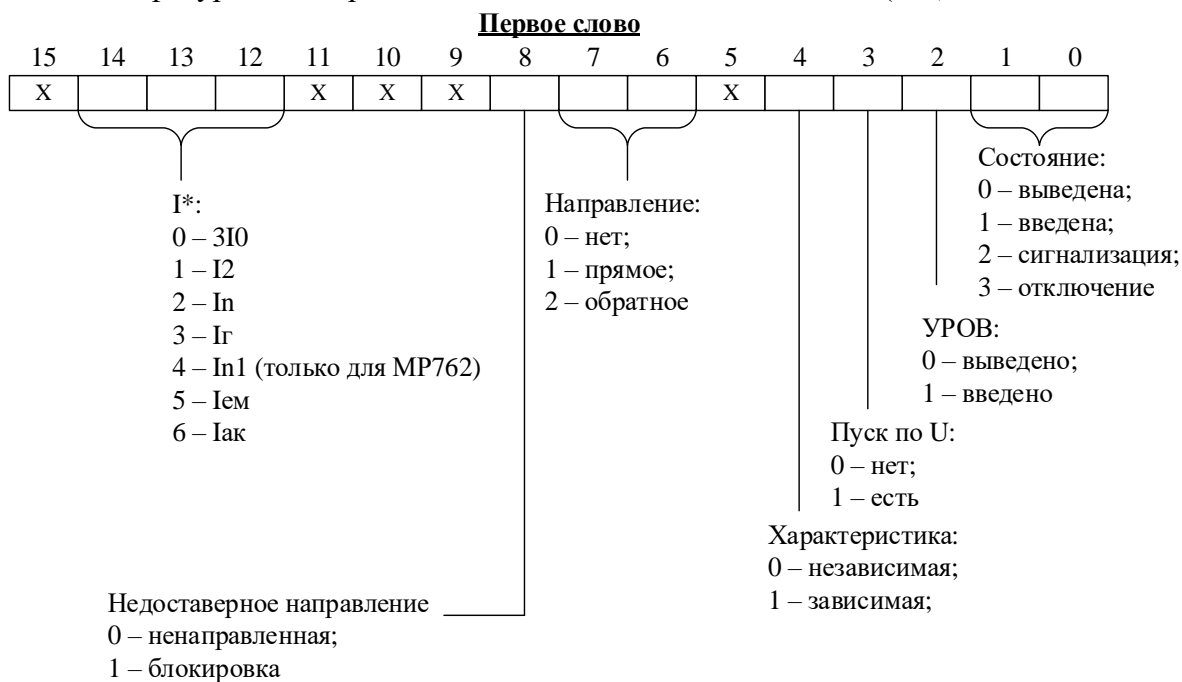 Первое слово
15 14 13 12 11 10 9 8 7 6 5 4 3 2 1 0
X X X X X
Состояние:
0 – выведена;
1 – введена;
2 – сигнализация;
3 – отключение
I*:
0 – 3I0
1 – I2
2 – In
3 – Iг
4 – In1 (только для МР762)
5 – Iем
6 – Iак
Направление:
0 – нет;
1 – прямое;
2 – обратное
УРОВ:
0 – выведено;
1 – введено
Пуск по U:
0 – нет;
1 – есть
Характеристика:
0 – независимая;
1 – зависимая;
Недоставерное направление
0 – ненаправленная;
1 – блокировка